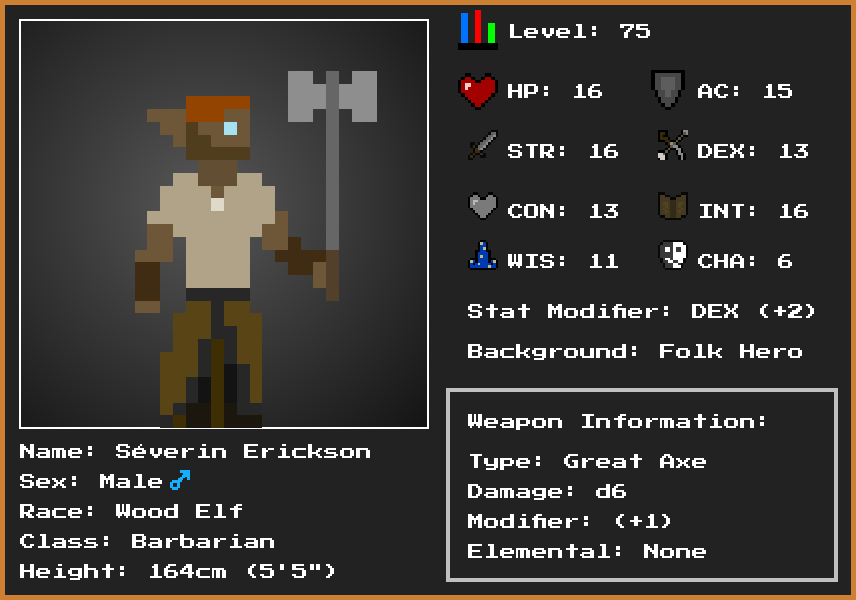 Level: 75
HP: 16 AC: 15
STR: 16 DEX: 13
CON: 13 INT: 16
WIS: 11 CHA: 6
Stat Modifier: DEX (+2)
Background: Folk Hero
Weapon Information:
Type: Great Axe
Damage: d6
Modifier: (+1)
Elemental: None
Name: Séverin Erickson
Sex: Male♂
Race: Wood Elf
Class: Barbarian
Height: 164cm (5'5")